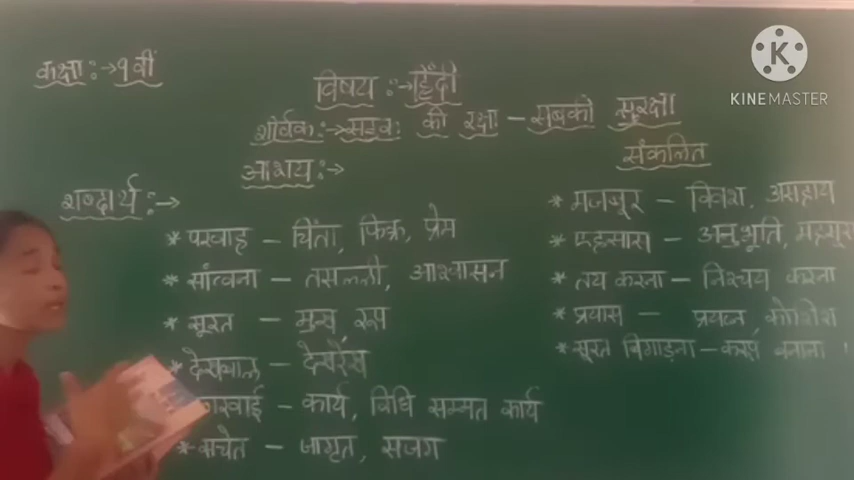 कक्षा :-> 9 वीं
विषय :-> हिंदी
शीर्षक :-> सड़क की रक्षा - सबकी सुरक्षा
संकलित
आशय :->
शब्दार्थ :->
* परवाह - चिंता, फिक्र, प्रेम
* सांत्वना - तसल्ली, आश्वासन
* सूरत - मुख, रूप
* देखभाल - देखरेख
कारवाई - कार्य, विधि सम्मत कार्य
* सचेत - जागृत, सजग
* मजबूर - विवश, असहाय
* एहसास - अनुभूति,
* तय करना - निश्चय करना
* प्रयास - प्रयत्न कोशिश
* सूरत बिगाड़ना - बनाना
KINEMASTER